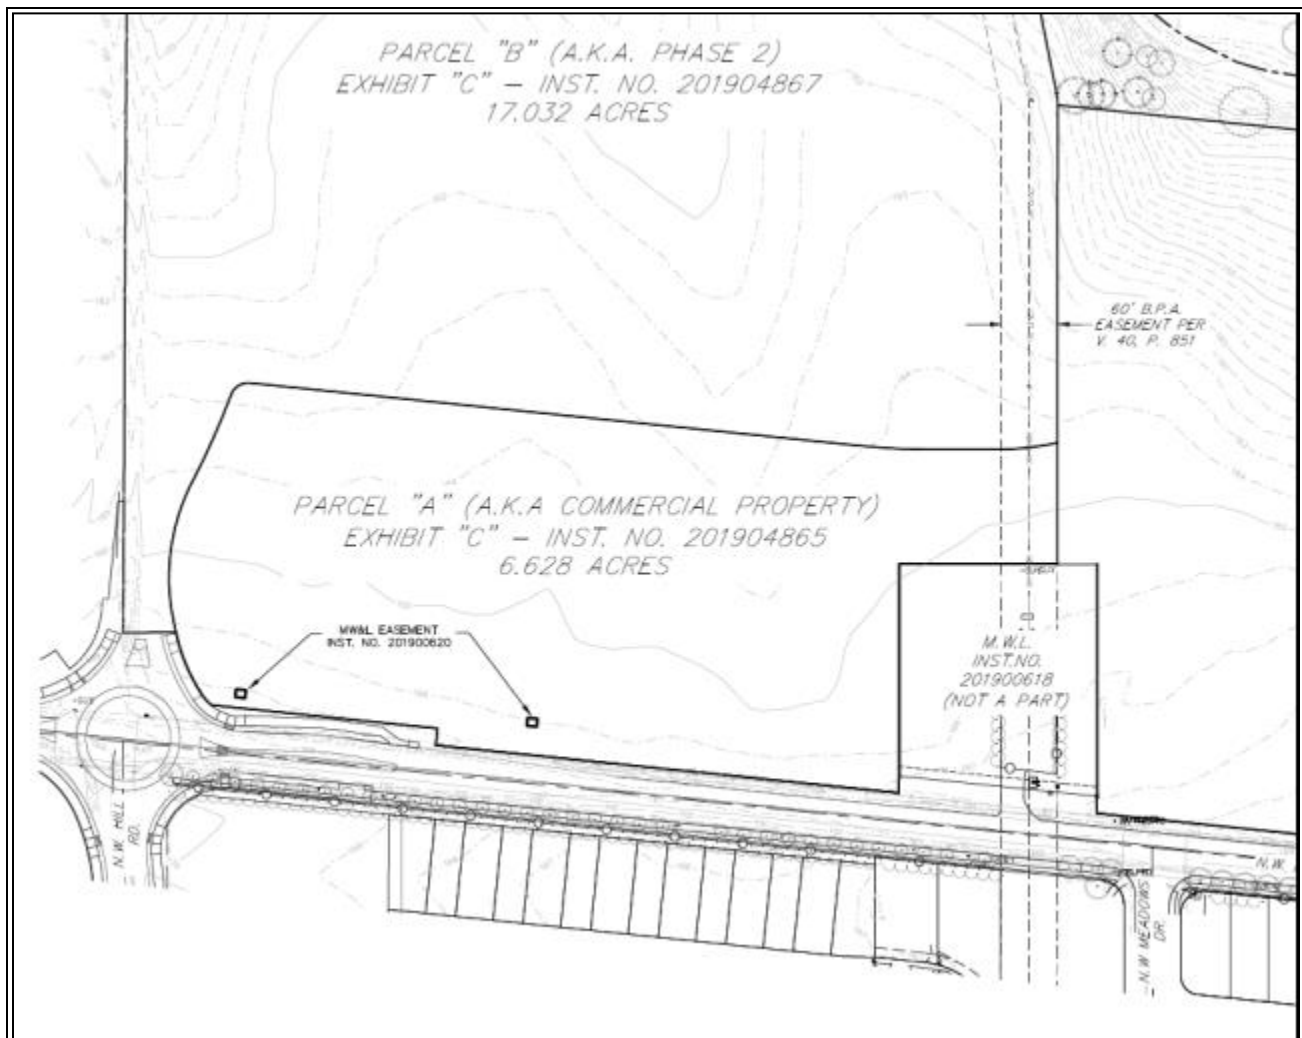 PARCEL "B" (A.K.A. PHASE 2)
EXHIBIT "C" – INST. NO. 201904867
17.032 ACRES
60' B.P.A.
EASEMENT PER
V. 40, P. 851
PARCEL "A" (A.K.A COMMERCIAL PROPERTY)
EXHIBIT "C" – INST. NO. 201904865
6.628 ACRES
MW&L EASEMENT
INST. NO. 201900620
M.W.L.
INST.NO.
201900618
(NOT A PART)
N.W. HILL
RD.
N.W.
N.W MEADOWS
DR.